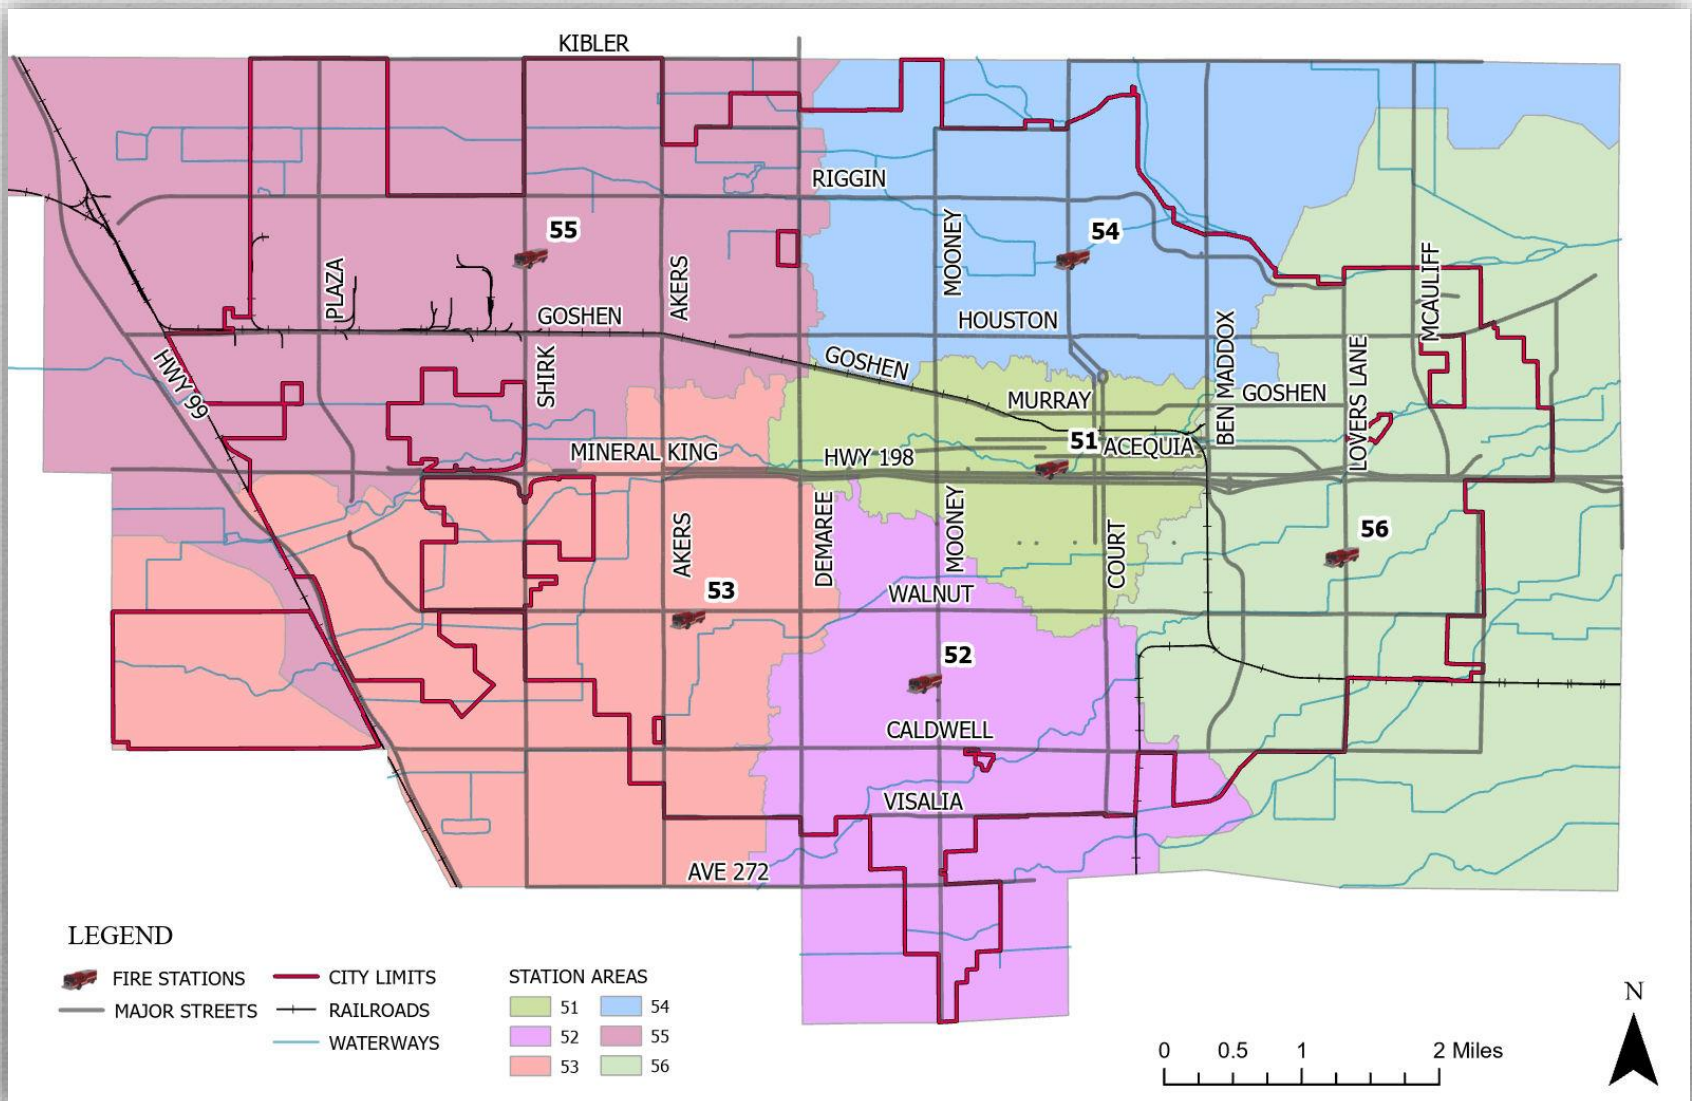 KIBLER
RIGGIN
55
54
MOONEY
PLAZA
AKERS
MCAULIFF
GOSHEN
HOUSTON
BEN MADDOX
LOVERS LANE
HWY 99
SHIRK
GOSHEN
GOSHEN
MURRAY
51
ACEQUIA
MINERAL KING
HWY 198
DEMAREE
MOONEY
AKERS
COURT
56
53
WALNUT
52
CALDWELL
VISALIA
AVE 272
LEGEND
FIRE STATIONS
MAJOR STREETS
CITY LIMITS
RAILROADS
WATERWAYS
STATION AREAS
51
52
53
54
55
56
0 0.5 1 2 Miles
N